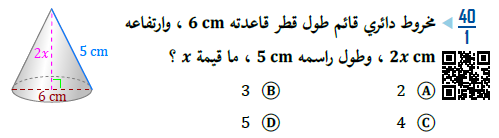 40
1
مخروط دائري قائم طول قطر قاعدته 6 cm ، وارتفاعه
2x cm ، وطول راسمه 5 cm ، ما قيمة x ؟
A 2
B 3
C 4
D 5
2x
5 cm
6 cm